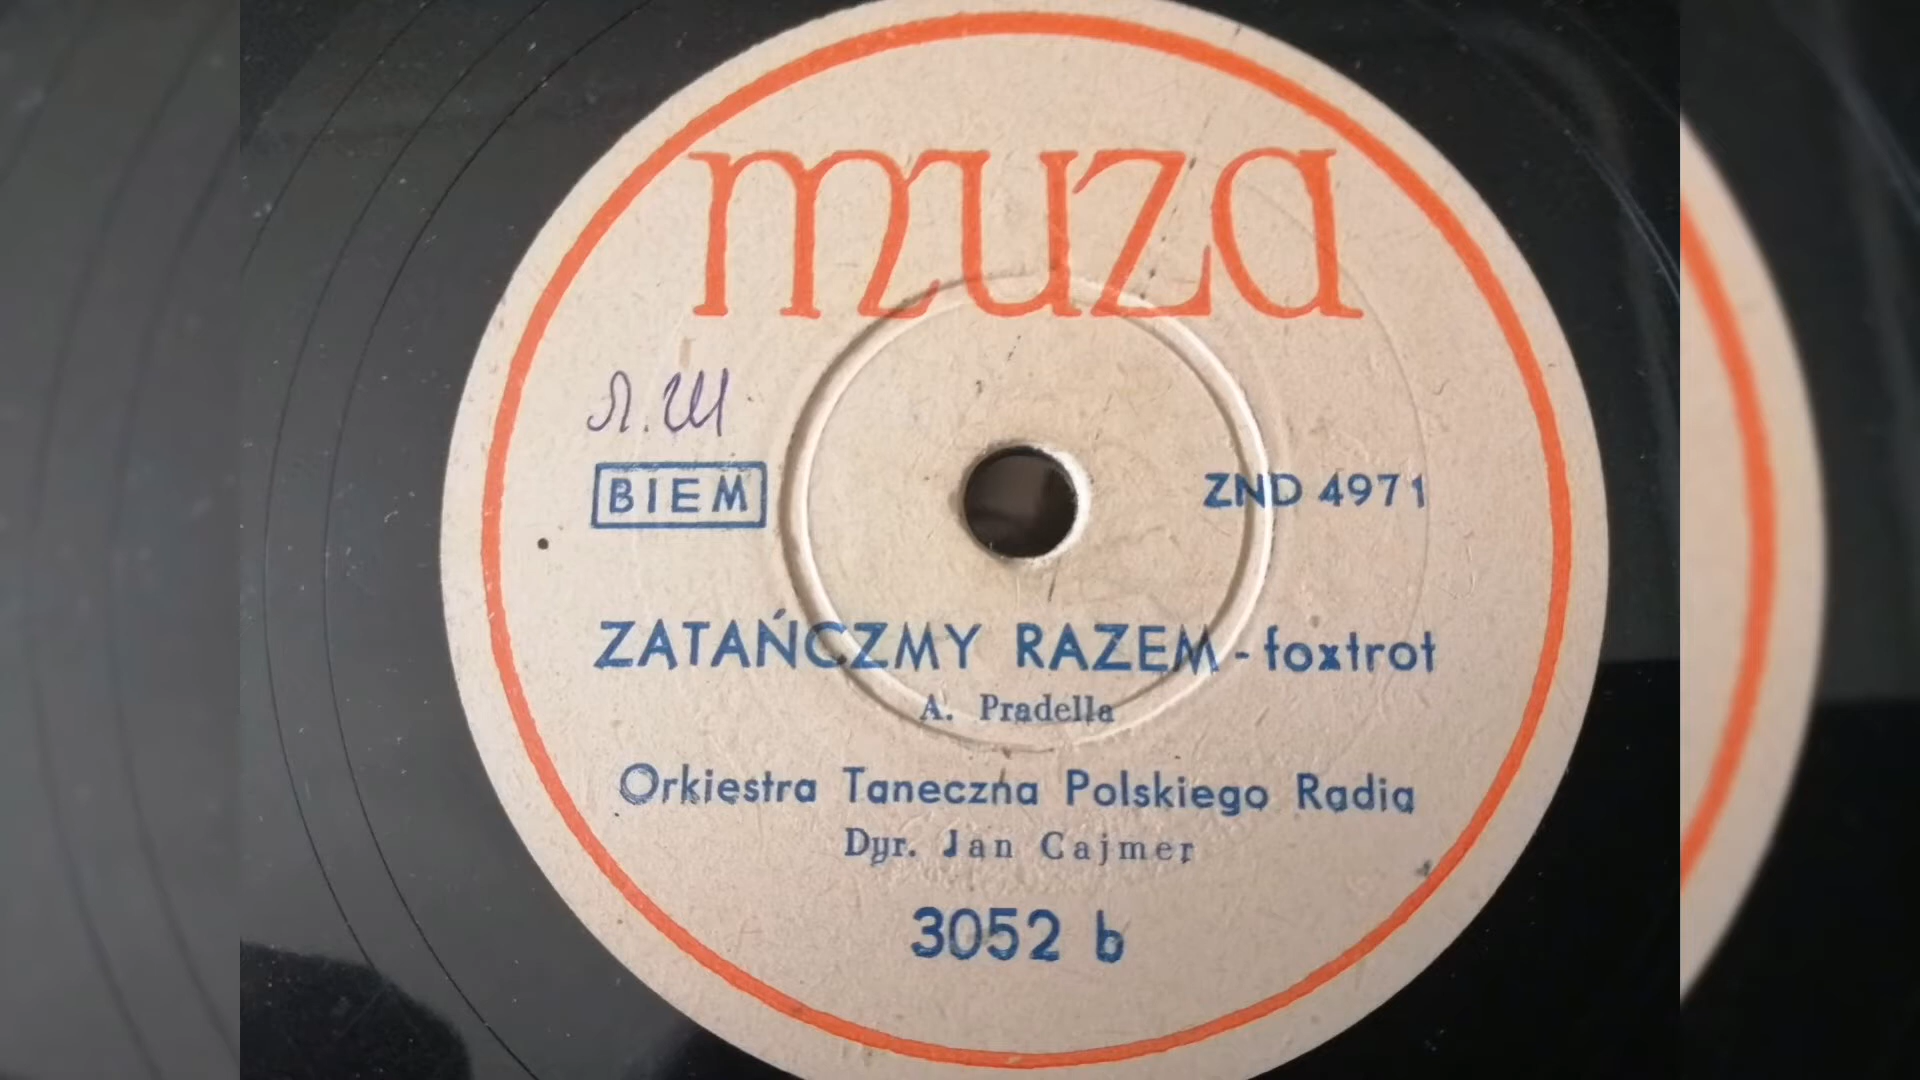 muza
Л.Ш
BIEM
ZND 4971
ZATAŃCZMY RAZEM - foxtrot
A. Pradella
Orkiestra Taneczna Polskiego Radia
Dyr. Jan Cajmer
3052 b